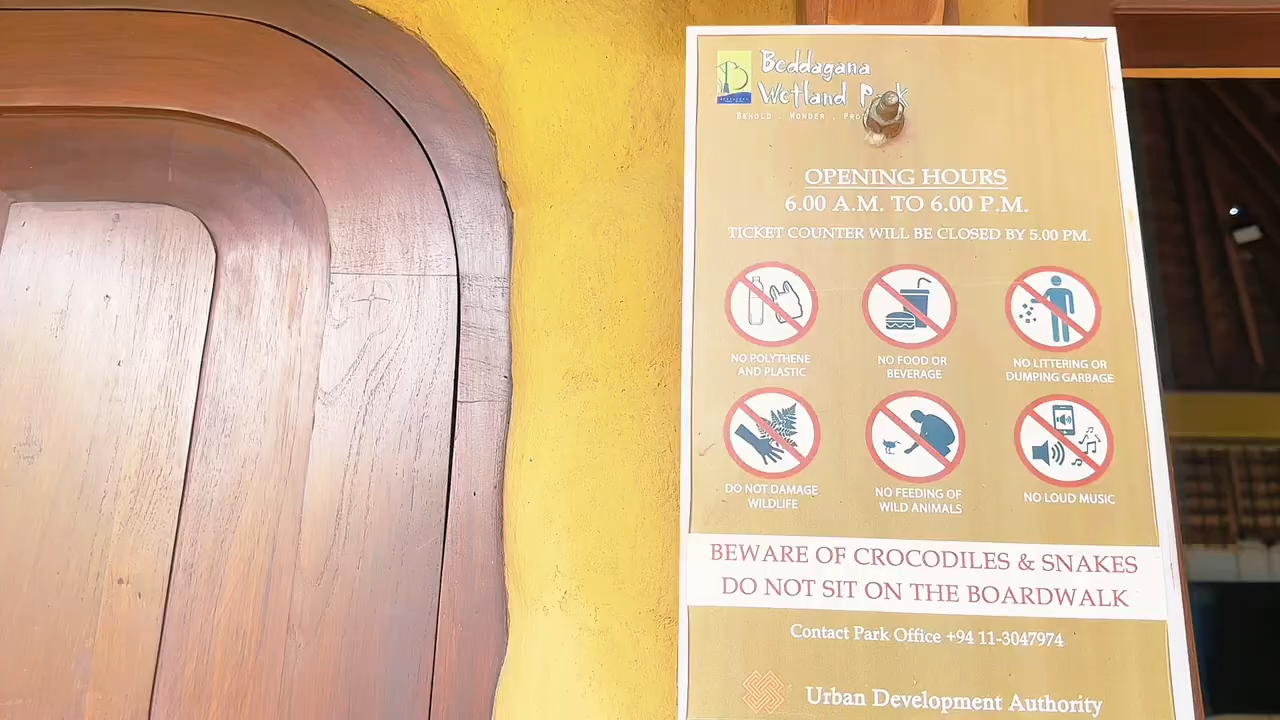 Beddagana
Wetland Park
BEHOLD . WONDER .
OPENING HOURS
6.00 A.M. TO 6.00 P.M.
TICKET COUNTER WILL BE CLOSED BY 5.00 PM.
NO POLYTHENE
AND PLASTIC
NO FOOD OR
BEVERAGE
NO LITTERING OR
DUMPING GARBAGE
DO NOT DAMAGE
WILDLIFE
NO FEEDING OF
WILD ANIMALS
NO LOUD MUSIC
BEWARE OF CROCODILES & SNAKES
DO NOT SIT ON THE BOARDWALK
Contact Park Office +94 11-3047974
Urban Development Authority